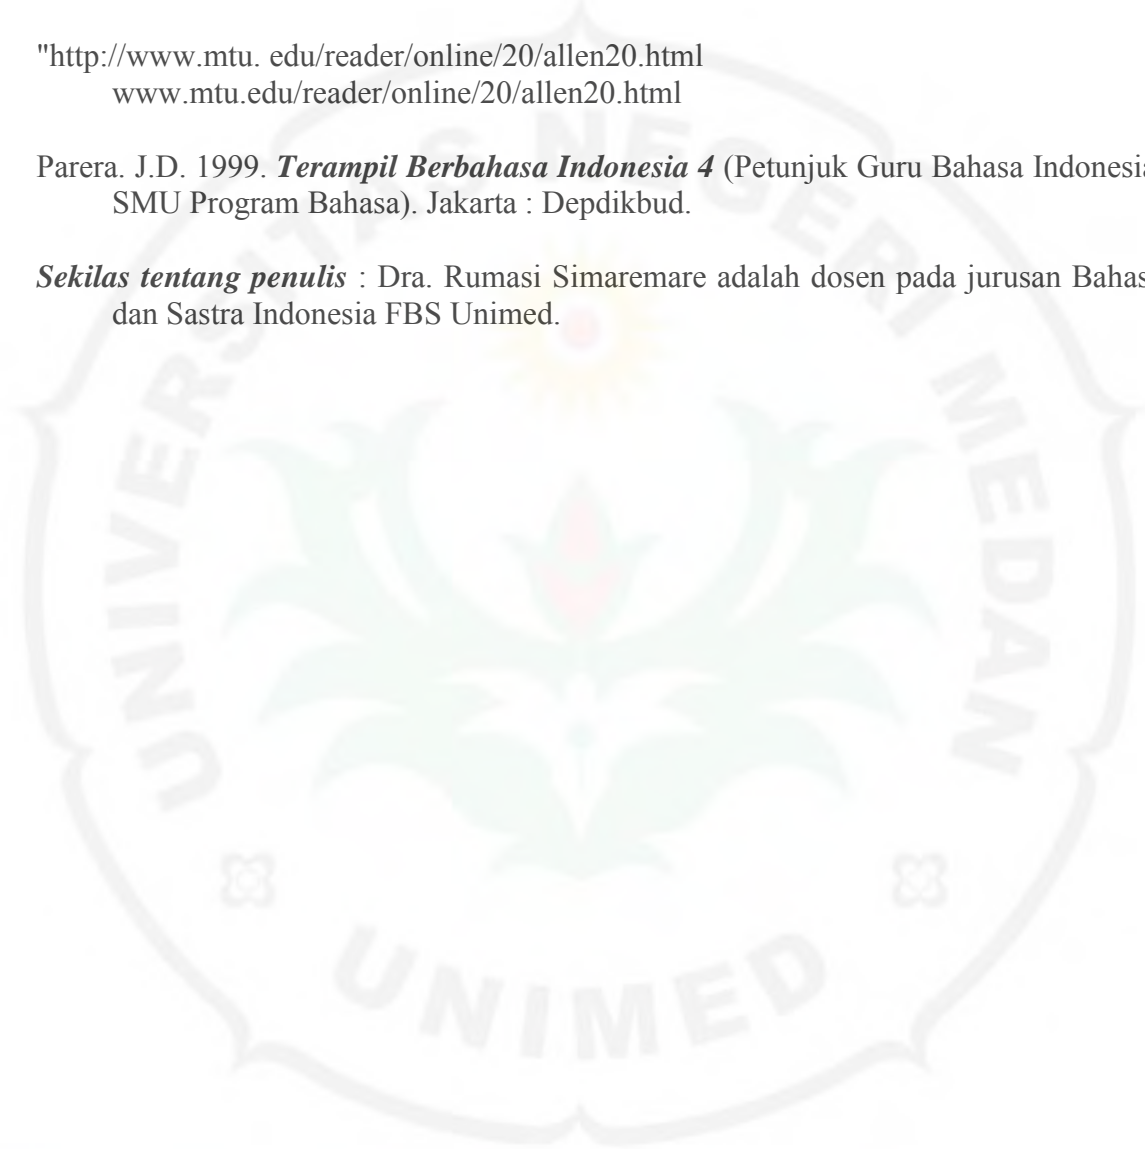 "http://www.mtu. edu/reader/online/20/allen20.html
www.mtu.edu/reader/online/20/allen20.html
Parera. J.D. 1999. Terampil Berbahasa Indonesia 4 (Petunjuk Guru Bahasa Indonesia
SMU Program Bahasa). Jakarta : Depdikbud.
Sekilas tentang penulis : Dra. Rumasi Simaremare adalah dosen pada jurusan Bahas
dan Sastra Indonesia FBS Unimed.
UNIVERSITAS NEGERI MEDAN
UNIMED